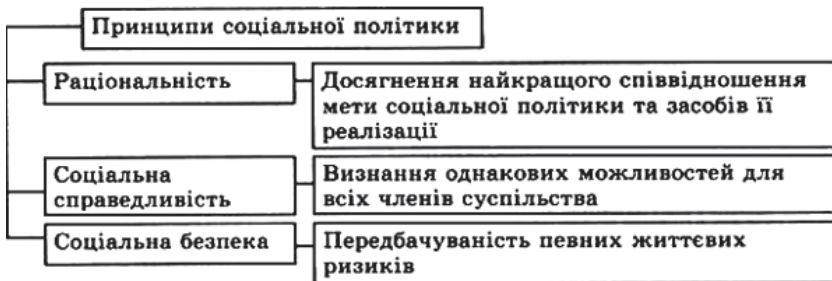 Принципи соціальної політики
Раціональність
Досягнення найкращого співвідношення
мети соціальної політики та засобів її
реалізації
Соціальна
справедливість
Визнання однакових можливостей для
всіх членів суспільства
Соціальна безпека
Передбачуваність певних життєвих
ризиків